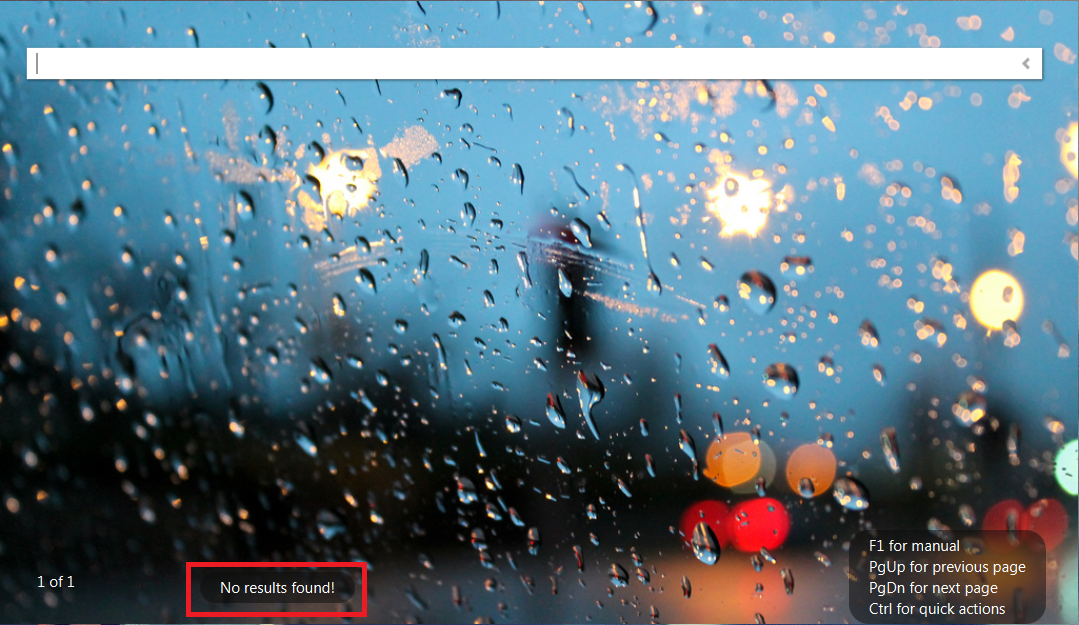 1 of 1
No results found!
F1 for manual
PgUp for previous page
PgDn for next page
Ctrl for quick actions